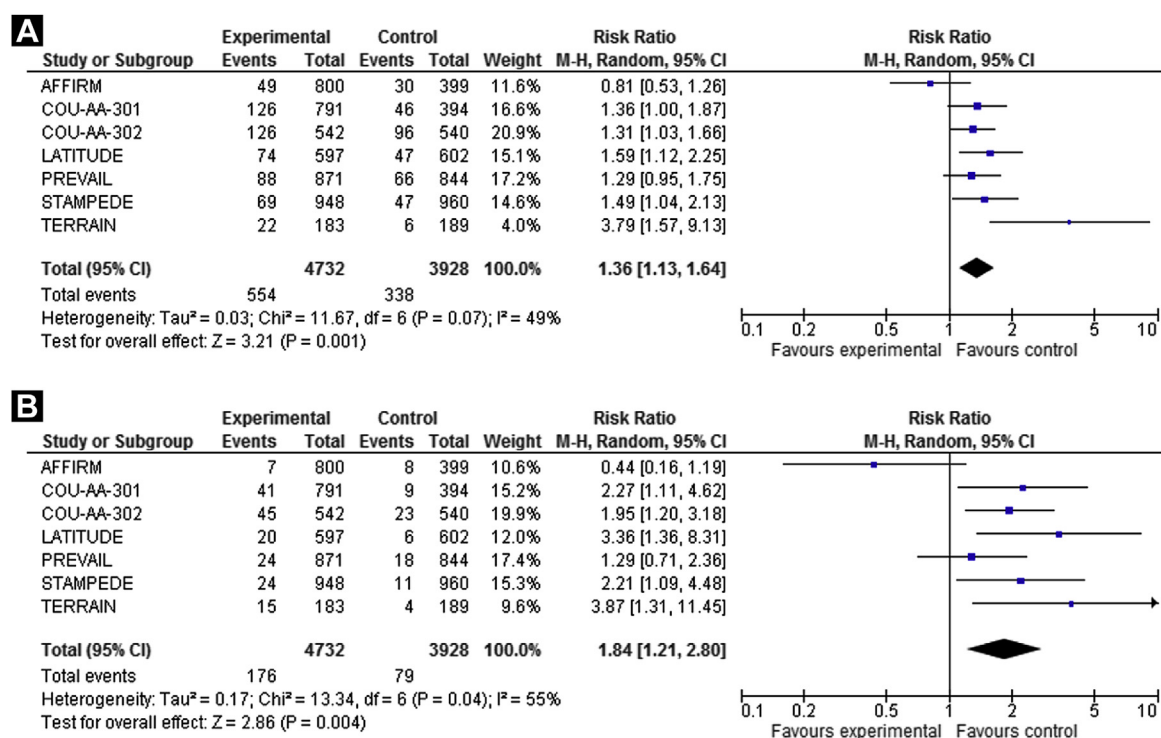 A
Experimental Control Risk Ratio Risk Ratio
Study or Subgroup Events Total Events Total Weight M-H, Random, 95% CI M-H, Random, 95% CI
AFFIRM 49 800 30 399 11.6% 0.81 [0.53, 1.26]
COU-AA-301 126 791 46 394 16.6% 1.36 [1.00, 1.87]
COU-AA-302 126 542 96 540 20.9% 1.31 [1.03, 1.66]
LATITUDE 74 597 47 602 15.1% 1.59 [1.12, 2.25]
PREVAIL 88 871 66 844 17.2% 1.29 [0.95, 1.75]
STAMPEDE 69 948 47 960 14.6% 1.49 [1.04, 2.13]
TERRAIN 22 183 6 189 4.0% 3.79 [1.57, 9.13]
Total (95% CI) 4732 3928 100.0% 1.36 [1.13, 1.64]
Total events 554 338
Heterogeneity: Tau² = 0.03; Chi² = 11.67, df = 6 (P = 0.07); I² = 49%
Test for overall effect: Z = 3.21 (P = 0.001)
0.1 0.5 1 2 5 10
Favours experimental Favours control
B
Experimental Control Risk Ratio Risk Ratio
Study or Subgroup Events Total Events Total Weight M-H, Random, 95% CI M-H, Random, 95% CI
AFFIRM 7 800 8 399 10.6% 0.44 [0.16, 1.19]
COU-AA-301 41 791 9 394 15.2% 2.27 [1.11, 4.62]
COU-AA-302 45 542 23 540 19.9% 1.95 [1.20, 3.18]
LATITUDE 20 597 6 602 12.0% 3.36 [1.36, 8.31]
PREVAIL 24 871 18 844 17.4% 1.29 [0.71, 2.36]
STAMPEDE 24 948 11 960 15.3% 2.21 [1.09, 4.48]
TERRAIN 15 183 4 189 9.6% 3.87 [1.31, 11.45]
Total (95% CI) 4732 3928 100.0% 1.84 [1.21, 2.80]
Total events 176 79
Heterogeneity: Tau² = 0.17; Chi² = 13.34, df = 6 (P = 0.04); I² = 55%
Test for overall effect: Z = 2.86 (P = 0.004)
0.1 0.5 1 2 5 10
Favours experimental Favours control